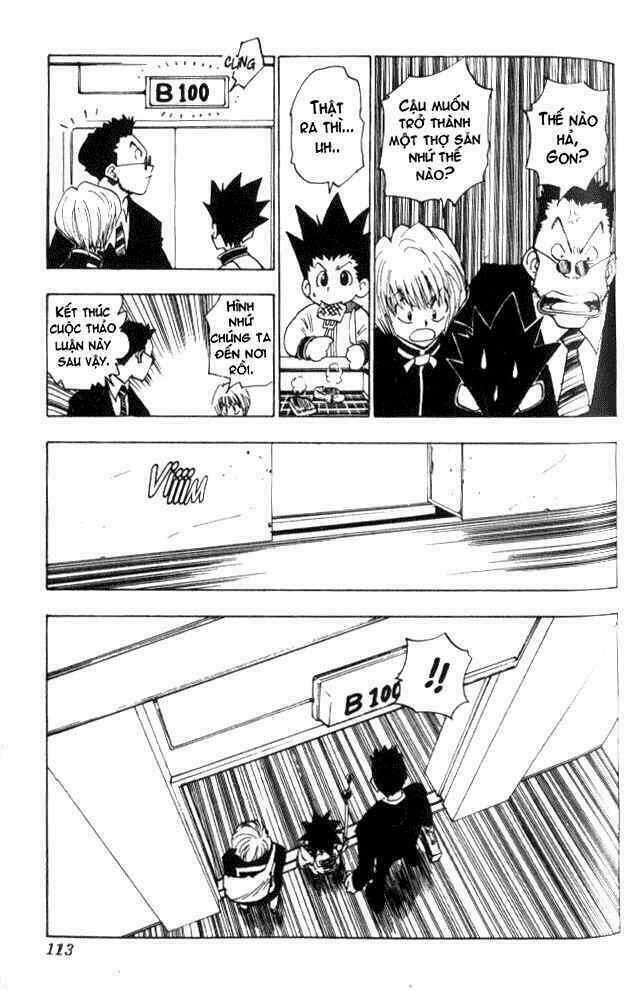 THẾ NÀO
HẢ,
GON?
CẬU MUỐN
TRỞ THÀNH
MỘT THỢ SĂN
NHƯ THẾ
NÀO?
THẬT
RA THÌ...
UH..
CŨNG
B 100
HÌNH
NHƯ
CHÚNG TA
ĐẾN NƠI
RỒI.
KẾT THÚC
CUỘC THẢO
LUẬN NÀY
SAU VẬY.
VIIIIM
!!
B 100
113